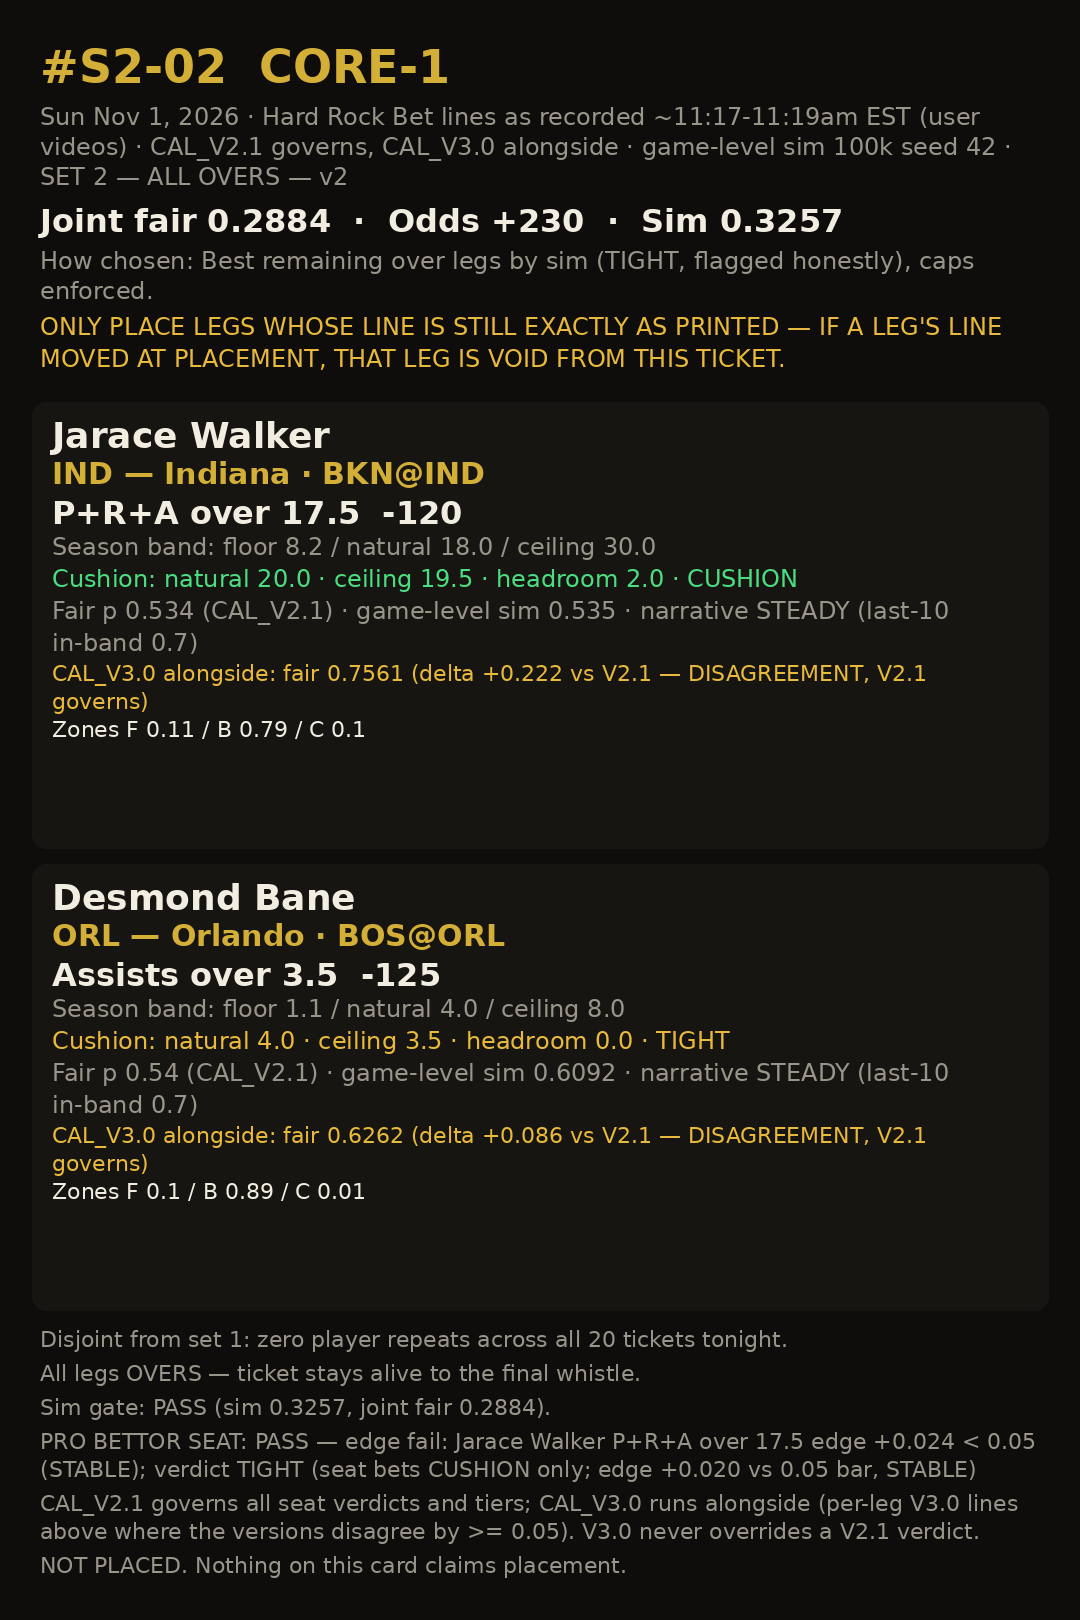 #S2-02  CORE-1
Sun Nov 1, 2026 · Hard Rock Bet lines as recorded ~11:17-11:19am EST (user
videos) · CAL_V2.1 governs, CAL_V3.0 alongside · game-level sim 100k seed 42 ·
SET 2 — ALL OVERS — v2
Joint fair 0.2884  ·  Odds +230  ·  Sim 0.3257
How chosen: Best remaining over legs by sim (TIGHT, flagged honestly), caps
enforced.
ONLY PLACE LEGS WHOSE LINE IS STILL EXACTLY AS PRINTED — IF A LEG'S LINE
MOVED AT PLACEMENT, THAT LEG IS VOID FROM THIS TICKET.
Jarace Walker
IND — Indiana · BKN@IND
P+R+A over 17.5  -120
Season band: floor 8.2 / natural 18.0 / ceiling 30.0
Cushion: natural 20.0 · ceiling 19.5 · headroom 2.0 · CUSHION
Fair p 0.534 (CAL_V2.1) · game-level sim 0.535 · narrative STEADY (last-10
in-band 0.7)
CAL_V3.0 alongside: fair 0.7561 (delta +0.222 vs V2.1 — DISAGREEMENT, V2.1
governs)
Zones F 0.11 / B 0.79 / C 0.1
Desmond Bane
ORL — Orlando · BOS@ORL
Assists over 3.5  -125
Season band: floor 1.1 / natural 4.0 / ceiling 8.0
Cushion: natural 4.0 · ceiling 3.5 · headroom 0.0 · TIGHT
Fair p 0.54 (CAL_V2.1) · game-level sim 0.6092 · narrative STEADY (last-10
in-band 0.7)
CAL_V3.0 alongside: fair 0.6262 (delta +0.086 vs V2.1 — DISAGREEMENT, V2.1
governs)
Zones F 0.1 / B 0.89 / C 0.01
Disjoint from set 1: zero player repeats across all 20 tickets tonight.
All legs OVERS — ticket stays alive to the final whistle.
Sim gate: PASS (sim 0.3257, joint fair 0.2884).
PRO BETTOR SEAT: PASS — edge fail: Jarace Walker P+R+A over 17.5 edge +0.024 < 0.05
(STABLE); verdict TIGHT (seat bets CUSHION only; edge +0.020 vs 0.05 bar, STABLE)
CAL_V2.1 governs all seat verdicts and tiers; CAL_V3.0 runs alongside (per-leg V3.0 lines
above where the versions disagree by >= 0.05). V3.0 never overrides a V2.1 verdict.
NOT PLACED. Nothing on this card claims placement.